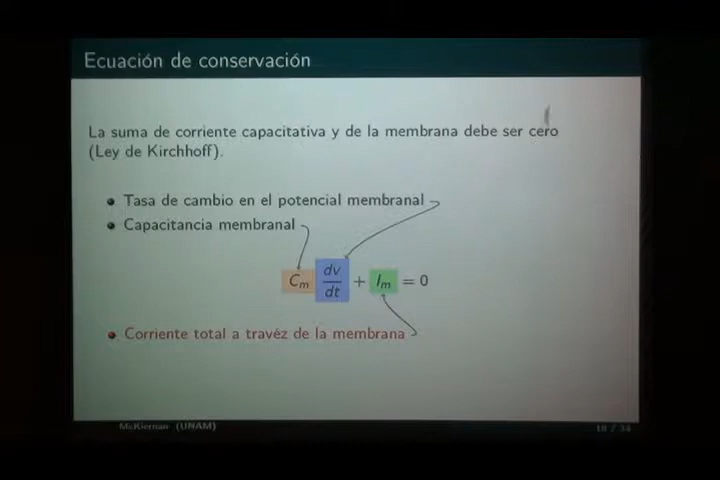 Ecuación de conservación
La suma de corriente capacitativa y de la membrana debe ser cero
(Ley de Kirchhoff).
Tasa de cambio en el potencial membranal
Capacitancia membranal
C_m dv/dt + I_m = 0
Corriente total a travéz de la membrana
McKiernan (UNAM)
18 / 34